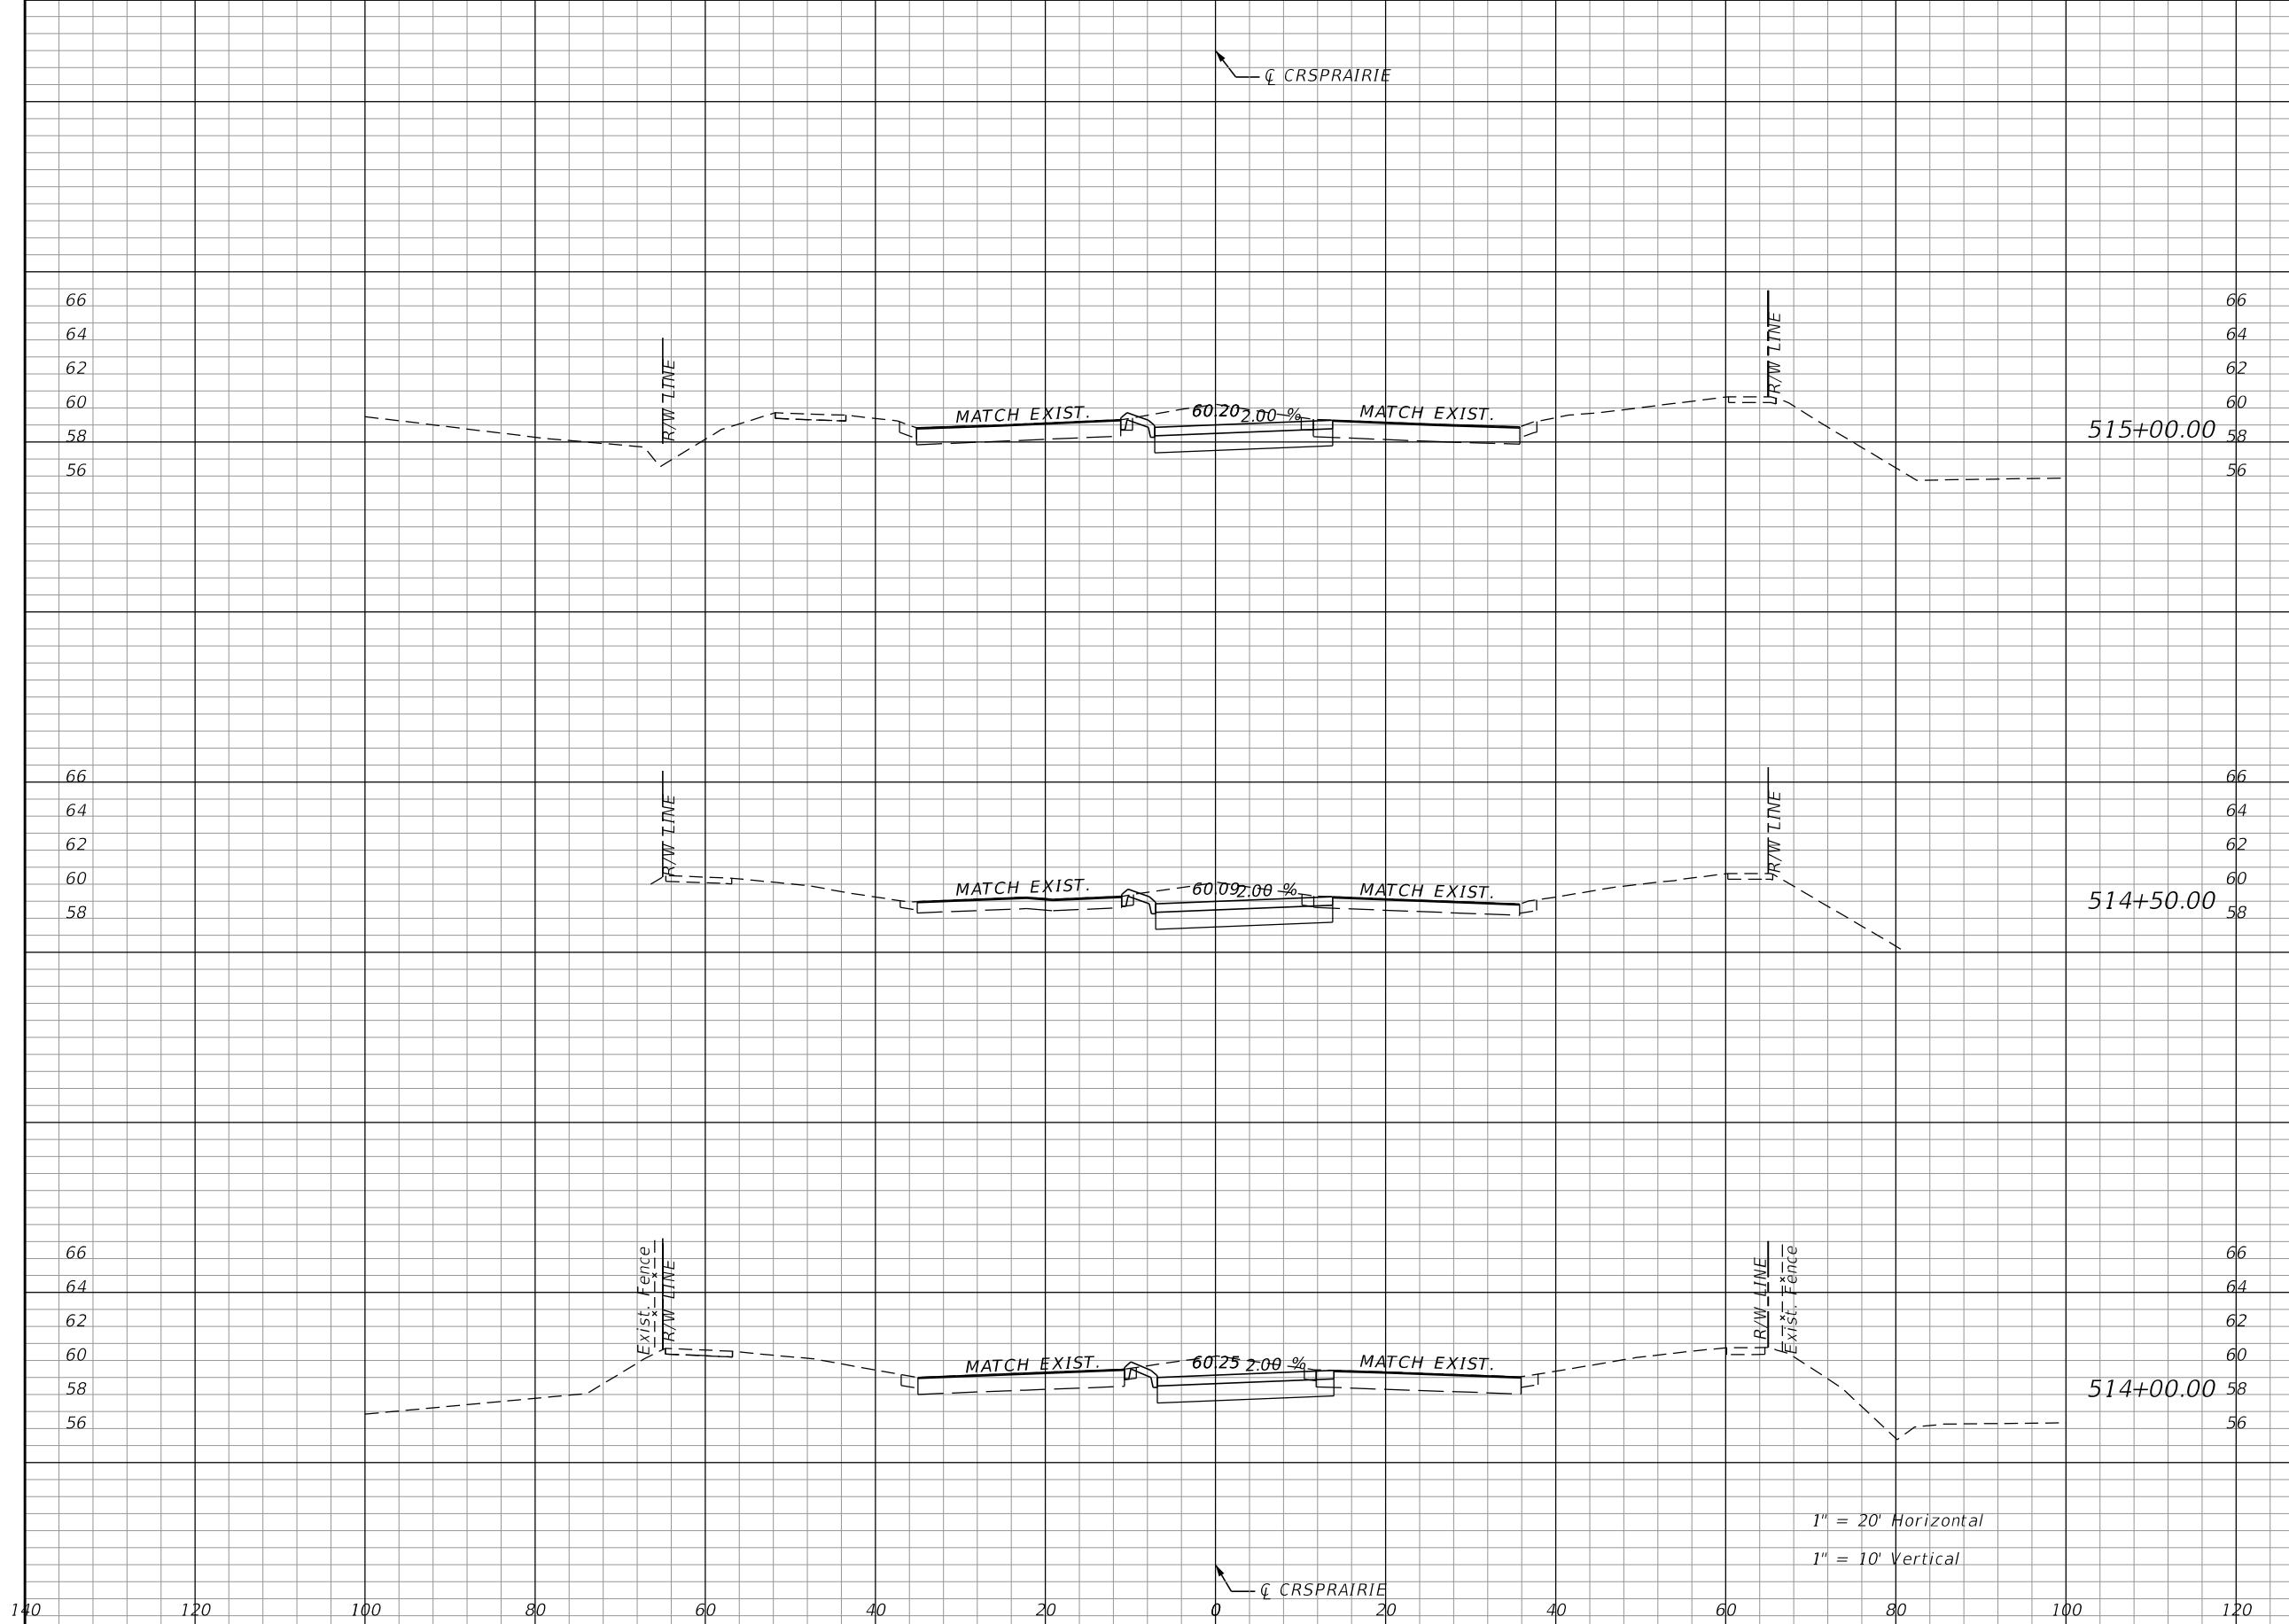 ℄ CRSPRAIRIE
66 66
64 64
62 62
60 60
58 58
56 56
R/W LINE
MATCH EXIST.
60.20
2.00 %
MATCH EXIST.
R/W LINE
515+00.00
66 66
64 64
62 62
60 60
58 58
R/W LINE
MATCH EXIST.
60.09
2.00 %
MATCH EXIST.
R/W LINE
514+50.00
66 66
64 64
62 62
60 60
58 58
56 56
Exist. Fence
R/W LINE
MATCH EXIST.
60.25
2.00 %
MATCH EXIST.
R/W LINE
Exist. Fence
514+00.00
1" = 20' Horizontal
1" = 10' Vertical
℄ CRSPRAIRIE
140 120 100 80 60 40 20 0 20 40 60 80 100 120